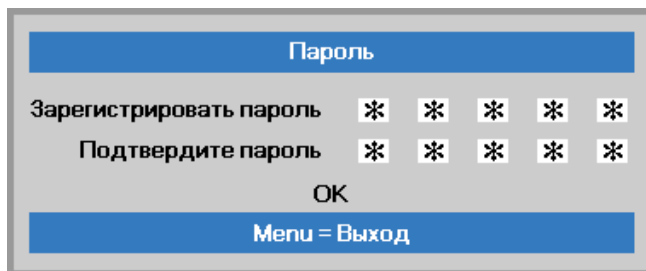 Пароль
Зарегистрировать пароль * * * * *
Подтвердите пароль * * * * *
OK
Menu = Выход